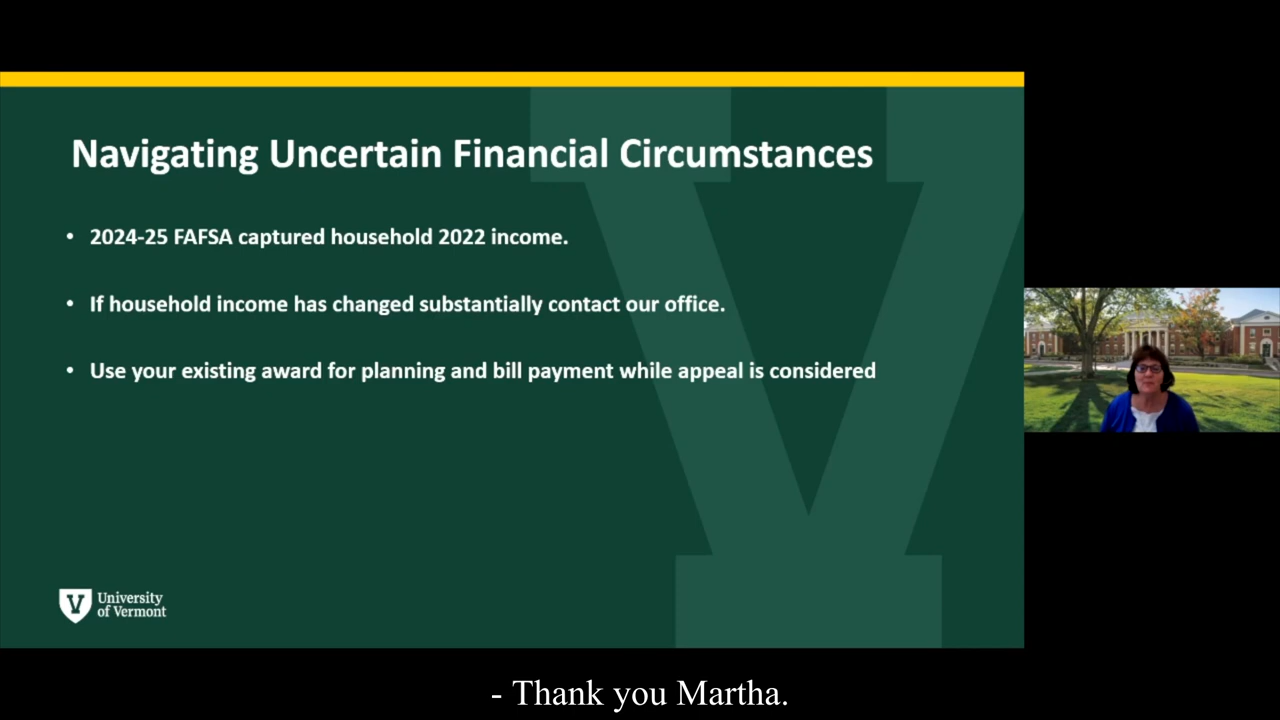 Navigating Uncertain Financial Circumstances
• 2024-25 FAFSA captured household 2022 income.
• If household income has changed substantially contact our office.
• Use your existing award for planning and bill payment while appeal is considered
V University
of Vermont
- Thank you Martha.